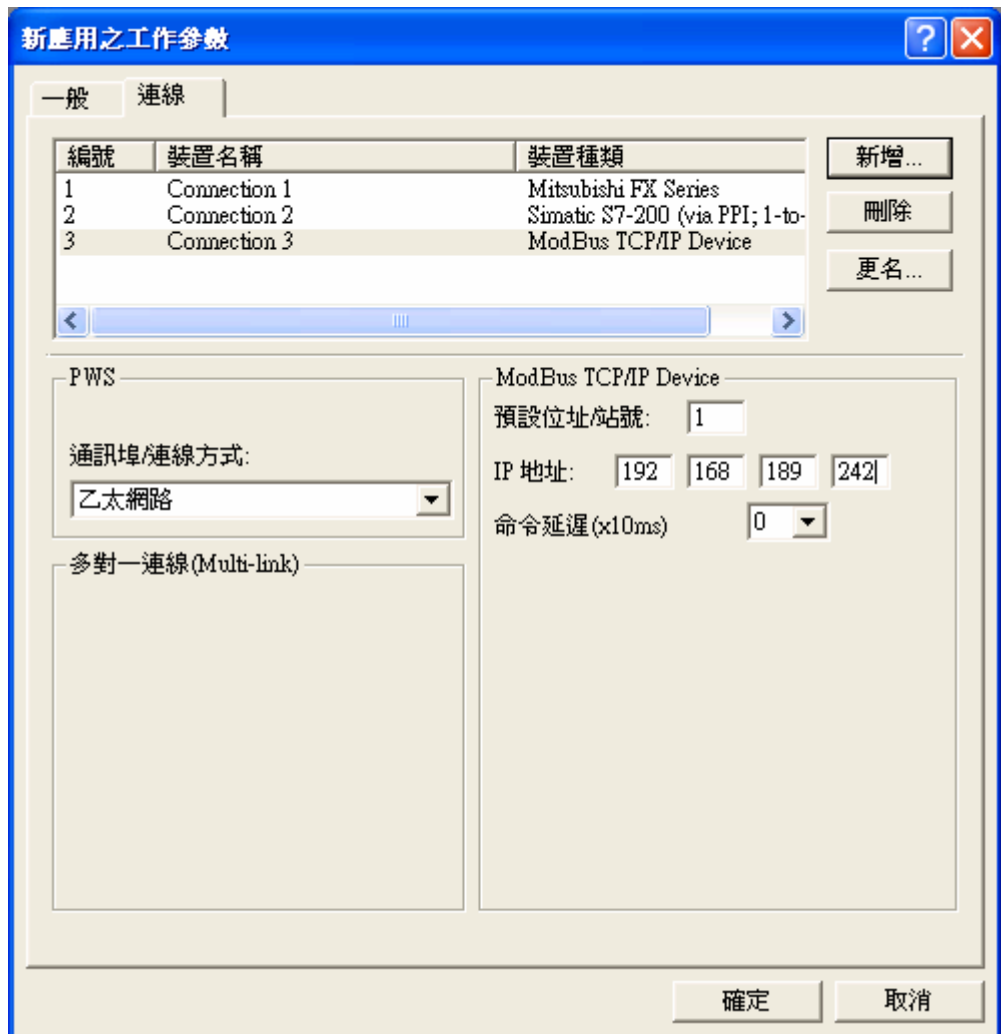 新應用之工作參數
一般 連線
編號 裝置名稱 裝置種類
1 Connection 1 Mitsubishi FX Series
2 Connection 2 Simatic S7-200 (via PPI; 1-to-
3 Connection 3 ModBus TCP/IP Device
新增...
刪除
更名...
PWS
通訊埠/連線方式:
乙太網路
多對一連線(Multi-link)
ModBus TCP/IP Device
預設位址/站號: 1
IP 地址: 192 168 189 242
命令延遲(x10ms) 0
確定 取消